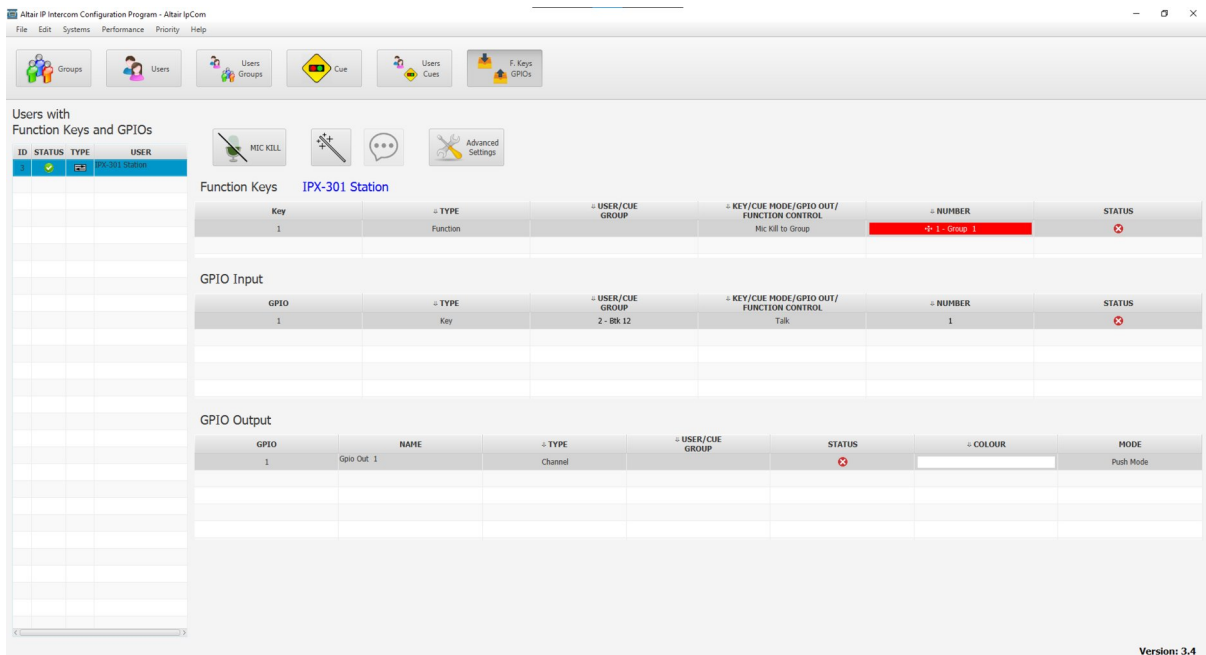 Altair IP Intercom Configuration Program - Altair IpCom
File Edit Systems Performance Priority Help
Groups
Users
Users
Groups
Cue
Users
Cues
F. Keys
GPIOs
Users with
Function Keys and GPIOs
ID STATUS TYPE USER
IPX-301 Station
MIC KILL
Advanced
Settings
Function Keys IPX-301 Station
Key TYPE USER/CUE GROUP KEY/CUE MODE/GPIO OUT/ FUNCTION CONTROL NUMBER STATUS
1 Function Mic Kill to Group 1 - Group 1
GPIO Input
GPIO TYPE USER/CUE GROUP KEY/CUE MODE/GPIO OUT/ FUNCTION CONTROL NUMBER STATUS
1 Key 2 - Btk 12 Talk 1
GPIO Output
GPIO NAME TYPE USER/CUE GROUP STATUS COLOUR MODE
1 Gpio Out 1 Channel Push Mode
Version: 3.4